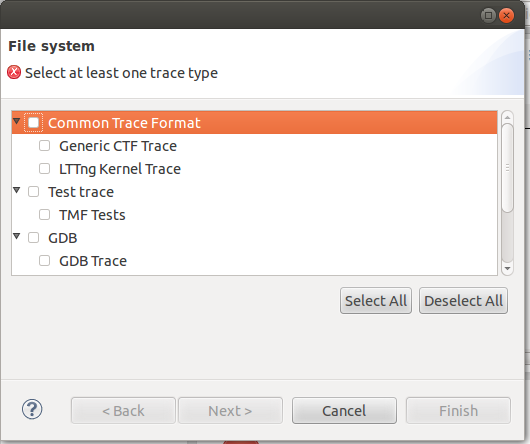 File system
Select at least one trace type
Common Trace Format
Generic CTF Trace
LTTng Kernel Trace
Test trace
TMF Tests
GDB
GDB Trace
Select All
Deselect All
?
< Back
Next >
Cancel
Finish